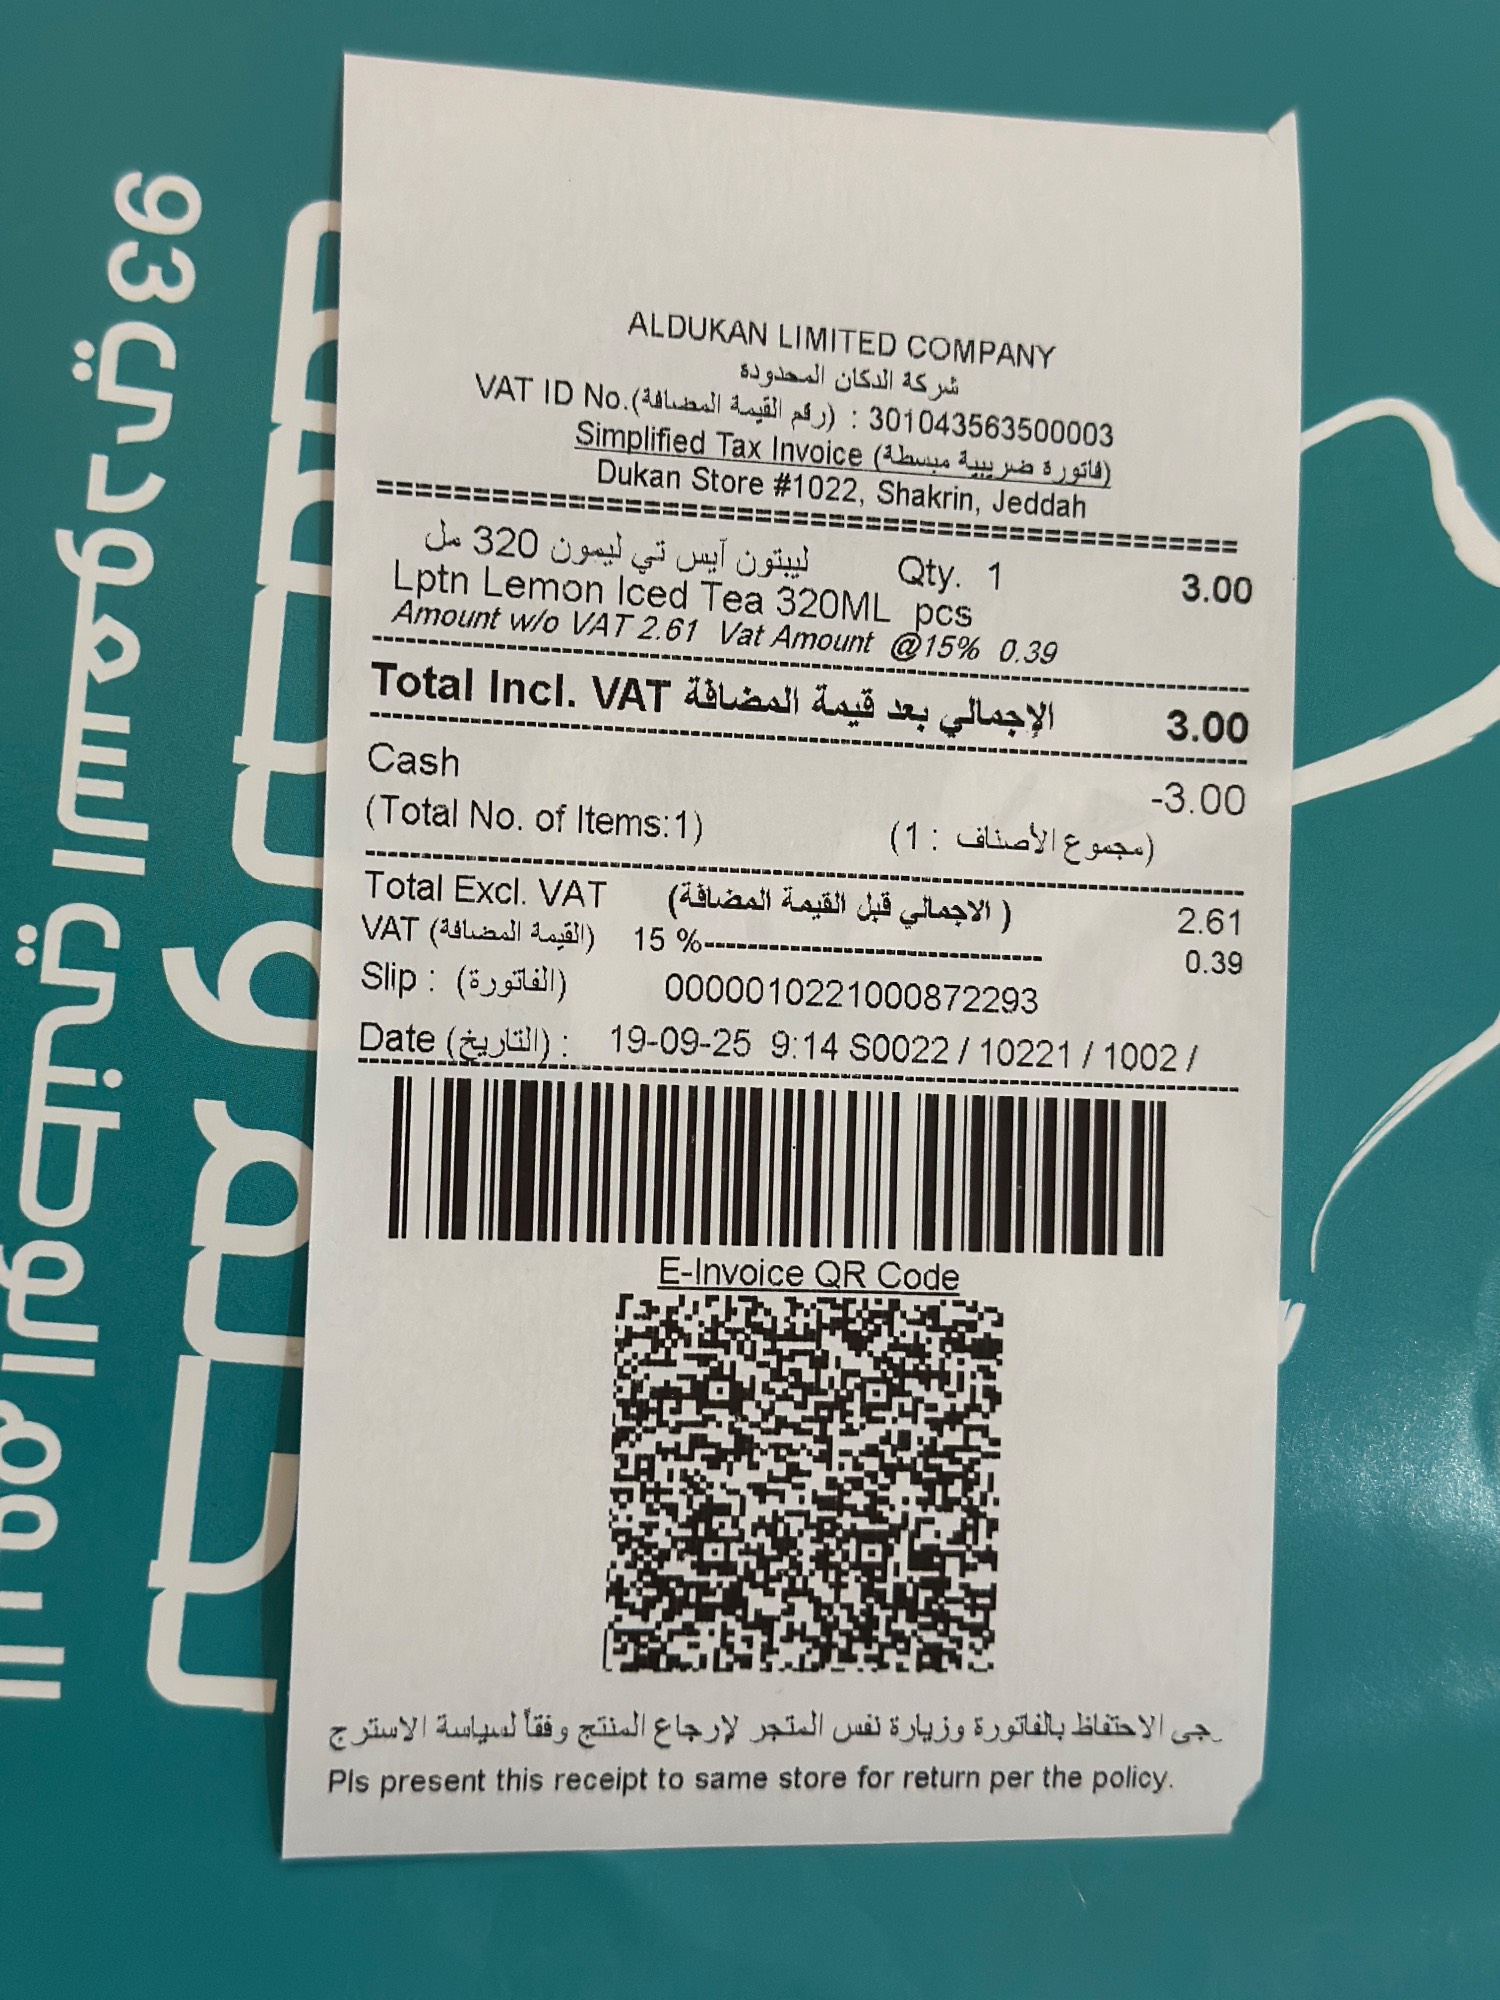 ALDUKAN LIMITED COMPANY
شركة الدكان المحدودة
VAT ID No.(رقم القيمة المضافة) : 301043563500003
Simplified Tax Invoice (فاتورة ضريبية مبسطة)
Dukan Store #1022, Shakrin, Jeddah
==================================================
ليبتون آيس تي ليمون 320 مل Qty. 1 3.00
Lptn Lemon Iced Tea 320ML pcs
Amount w/o VAT 2.61 Vat Amount @15% 0.39
Total Incl. VAT الإجمالي بعد قيمة المضافة 3.00
Cash -3.00
(Total No. of Items:1) (مجموع الأصناف : 1)
Total Excl. VAT ( الاجمالي قبل القيمة المضافة) 2.61
VAT (القيمة المضافة) 15 %------------------------------ 0.39
Slip : (الفاتورة) 0000010221000872293
Date (التاريخ) : 19-09-25 9:14 S0022 / 10221 / 1002 /
E-Invoice QR Code
رجى الاحتفاظ بالفاتورة وزيارة نفس المتجر لإرجاع المنتج وفقاً لسياسة الاسترج
Pls present this receipt to same store for return per the policy.
اليوم الوطني السعودي 93